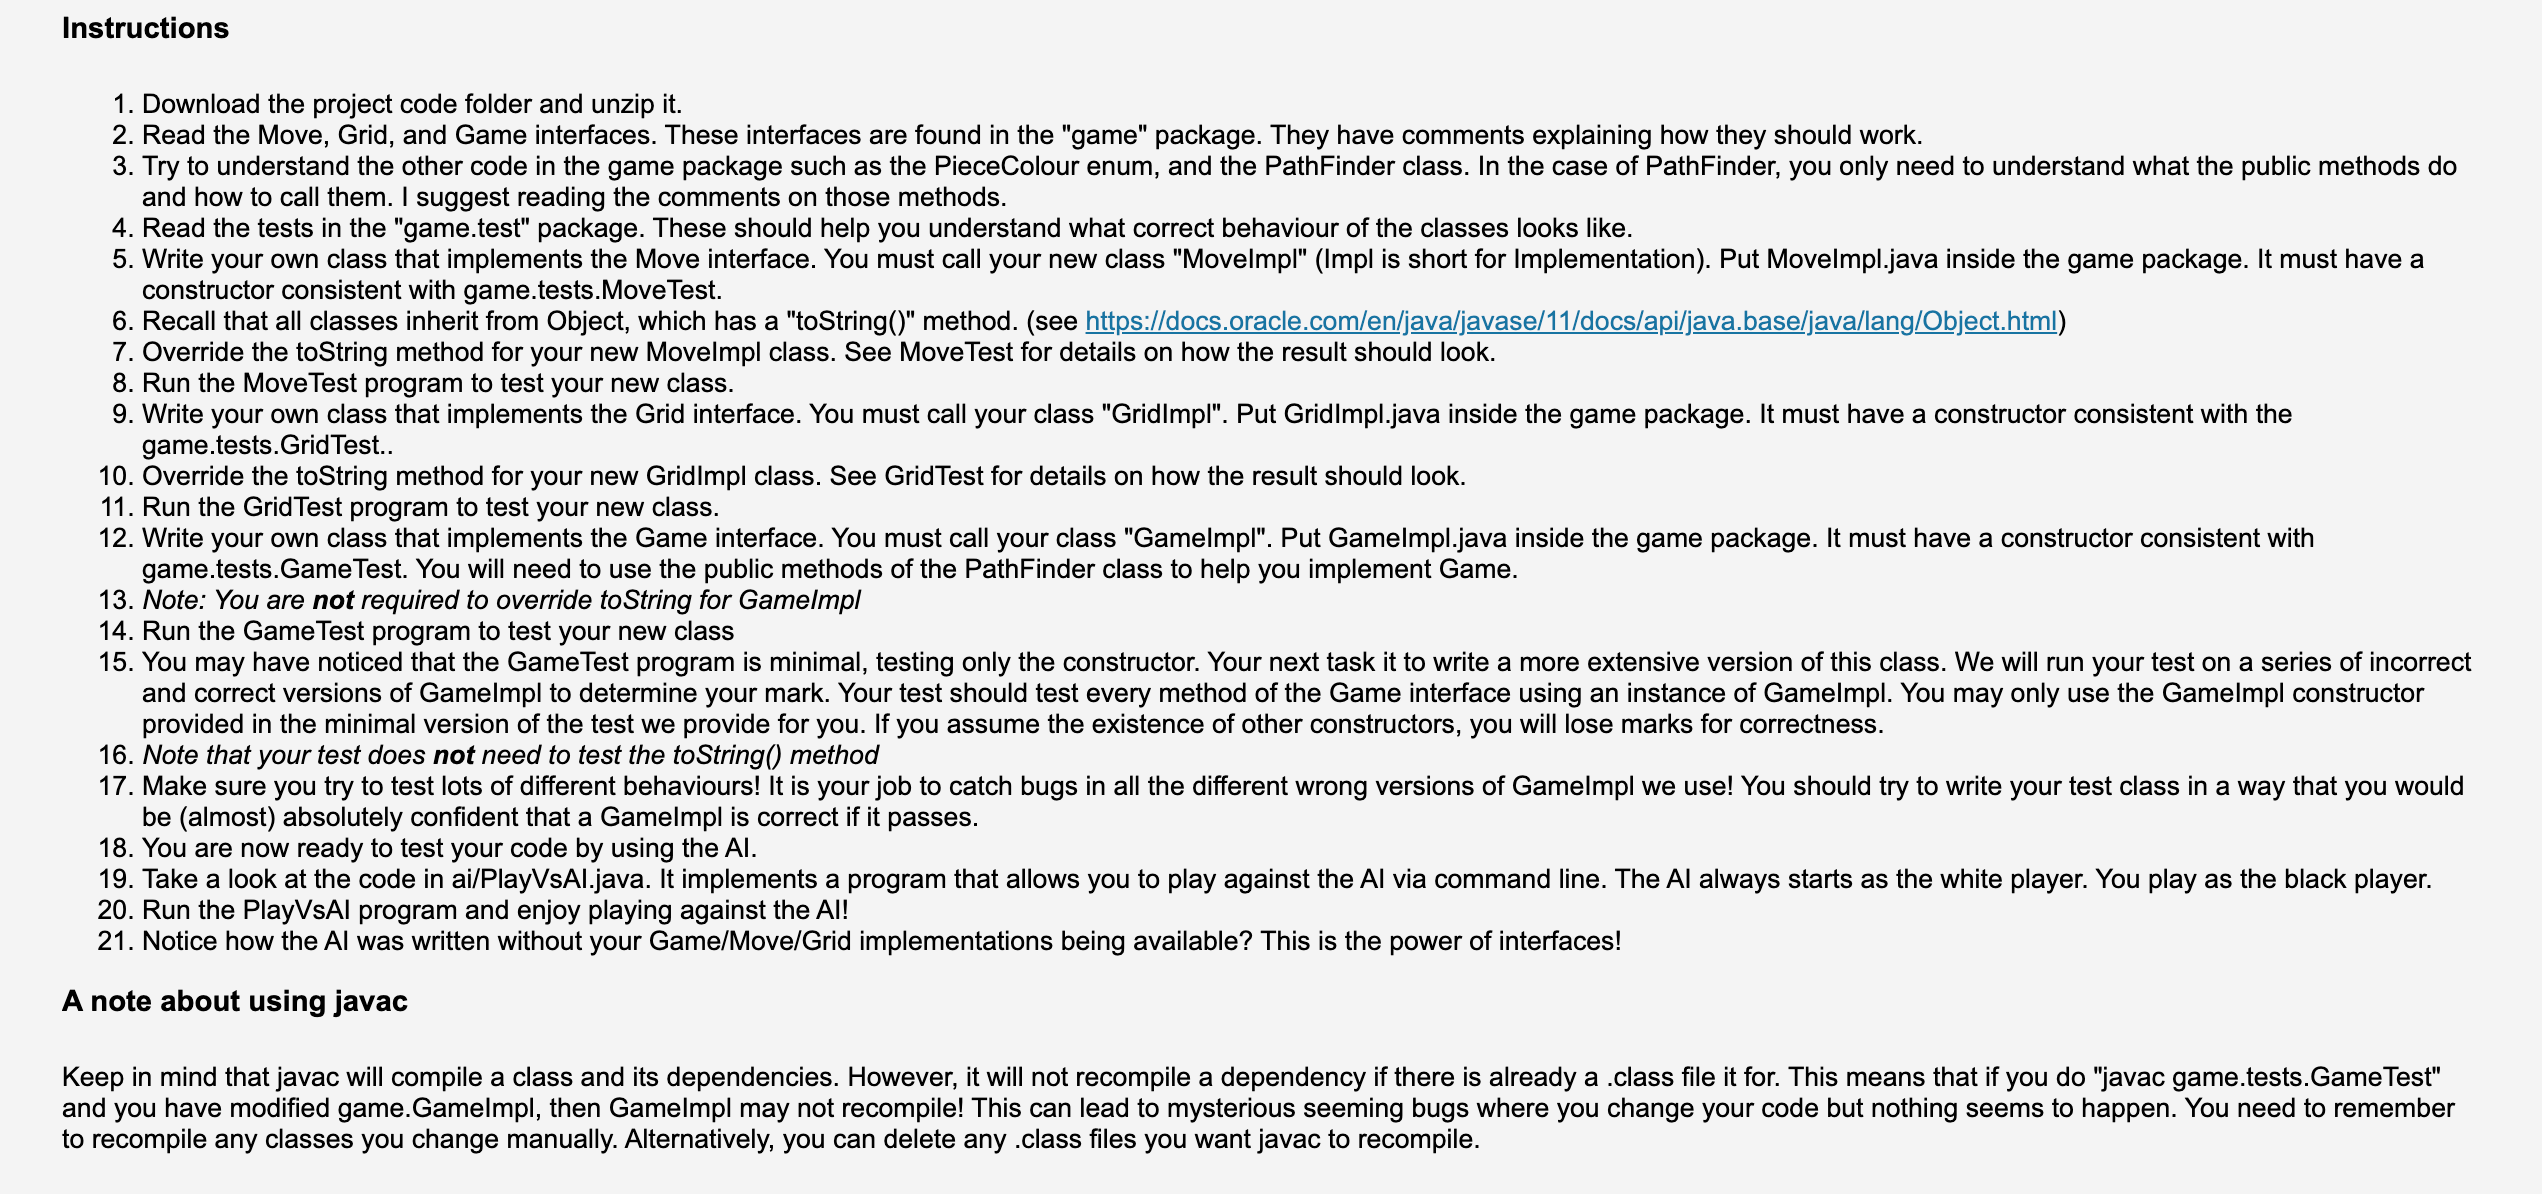 Instructions
1. Download the project code folder and unzip it.
2. Read the Move, Grid, and Game interfaces. These interfaces are found in the "game" package. They have comments explaining how they should work.
3. Try to understand the other code in the game package such as the PieceColour enum, and the PathFinder class. In the case of PathFinder, you only need to understand what the public methods do
and how to call them. I suggest reading the comments on those methods.
4. Read the tests in the "game.test" package. These should help you understand what correct behaviour of the classes looks like.
5. Write your own class that implements the Move interface. You must call your new class "MoveImpl" (Impl is short for Implementation). Put MoveImpl.java inside the game package. It must have a
constructor consistent with game.tests.MoveTest.
6. Recall that all classes inherit from Object, which has a "toString()" method. (see https://docs.oracle.com/en/java/javase/11/docs/api/java.base/java/lang/Object.html)
7. Override the toString method for your new MoveImpl class. See MoveTest for details on how the result should look.
8. Run the MoveTest program to test your new class.
9. Write your own class that implements the Grid interface. You must call your class "GridImpl". Put GridImpl.java inside the game package. It must have a constructor consistent with the
game.tests.GridTest..
10. Override the toString method for your new GridImpl class. See GridTest for details on how the result should look.
11. Run the GridTest program to test your new class.
12. Write your own class that implements the Game interface. You must call your class "GameImpl". Put GameImpl.java inside the game package. It must have a constructor consistent with
game.tests.GameTest. You will need to use the public methods of the PathFinder class to help you implement Game.
13. Note: You are not required to override toString for GameImpl
14. Run the GameTest program to test your new class
15. You may have noticed that the GameTest program is minimal, testing only the constructor. Your next task it to write a more extensive version of this class. We will run your test on a series of incorrect
and correct versions of GameImpl to determine your mark. Your test should test every method of the Game interface using an instance of GameImpl. You may only use the GameImpl constructor
provided in the minimal version of the test we provide for you. If you assume the existence of other constructors, you will lose marks for correctness.
16. Note that your test does not need to test the toString() method
17. Make sure you try to test lots of different behaviours! It is your job to catch bugs in all the different wrong versions of GameImpl we use! You should try to write your test class in a way that you would
be (almost) absolutely confident that a GameImpl is correct if it passes.
18. You are now ready to test your code by using the AI.
19. Take a look at the code in ai/PlayVsAI.java. It implements a program that allows you to play against the AI via command line. The AI always starts as the white player. You play as the black player.
20. Run the PlayVsAI program and enjoy playing against the AI!
21. Notice how the AI was written without your Game/Move/Grid implementations being available? This is the power of interfaces!
A note about using javac
Keep in mind that javac will compile a class and its dependencies. However, it will not recompile a dependency if there is already a .class file it for. This means that if you do "javac game.tests.GameTest"
and you have modified game.GameImpl, then GameImpl may not recompile! This can lead to mysterious seeming bugs where you change your code but nothing seems to happen. You need to remember
to recompile any classes you change manually. Alternatively, you can delete any .class files you want javac to recompile.